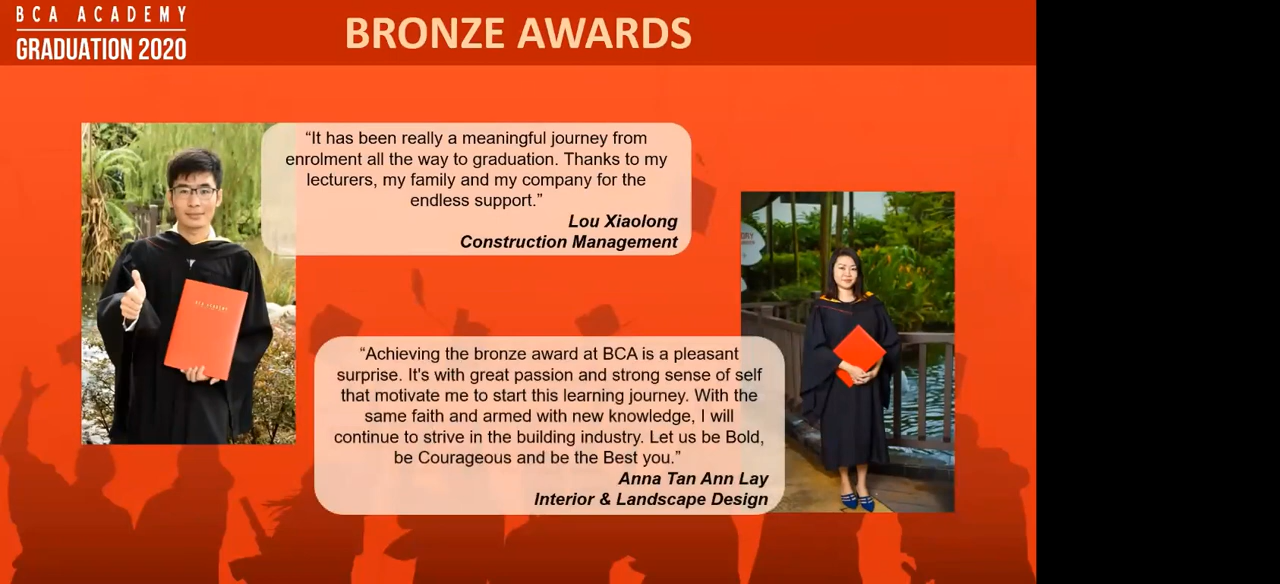 BCA ACADEMY
GRADUATION 2020
BRONZE AWARDS
“It has been really a meaningful journey from
enrolment all the way to graduation. Thanks to my
lecturers, my family and my company for the
endless support.”
Lou Xiaolong
Construction Management
BCA ACADEMY
“Achieving the bronze award at BCA is a pleasant
surprise. It's with great passion and strong sense of self
that motivate me to start this learning journey. With the
same faith and armed with new knowledge, I will
continue to strive in the building industry. Let us be Bold,
be Courageous and be the Best you.”
Anna Tan Ann Lay
Interior & Landscape Design